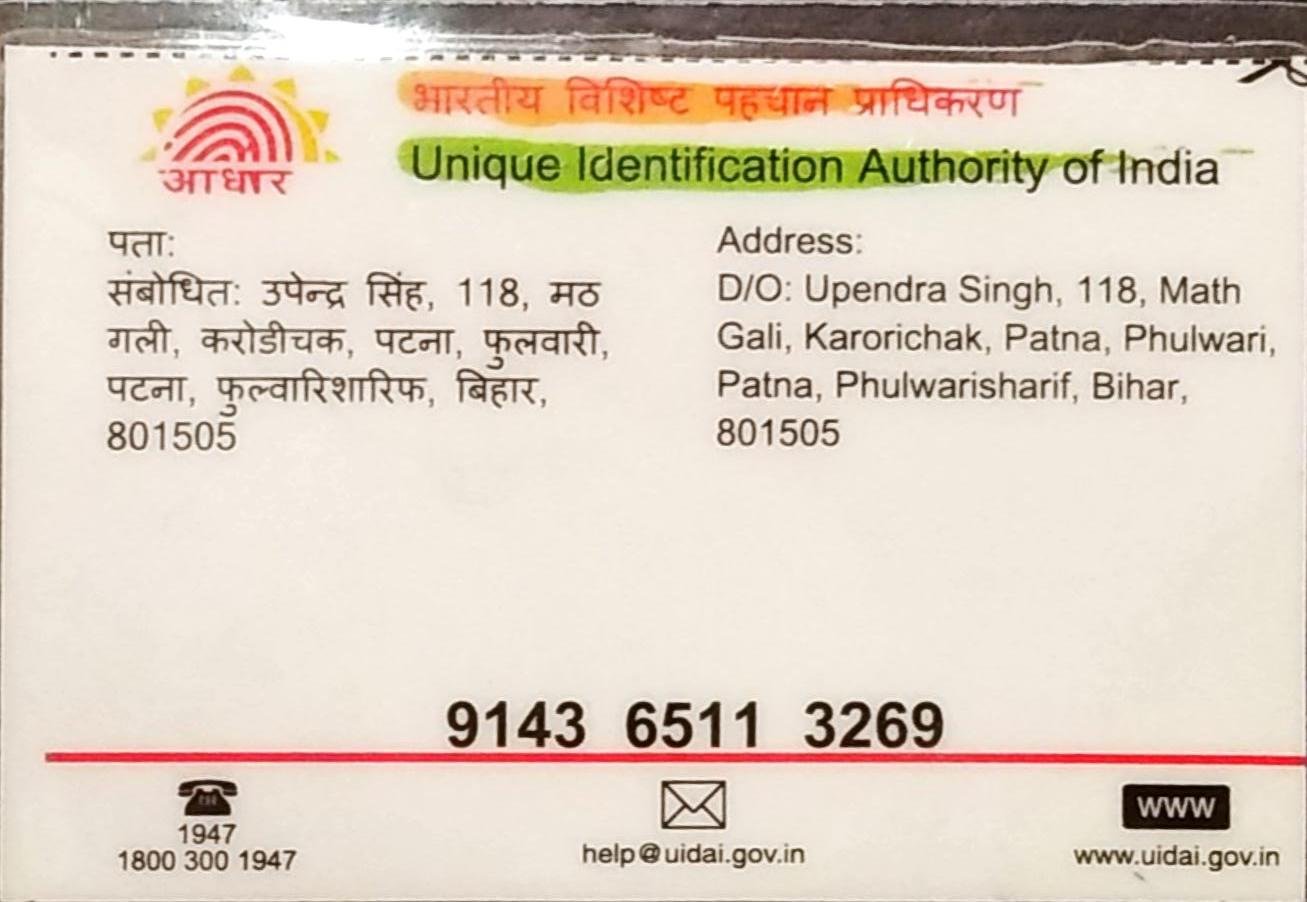 भारतीय विशिष्ट पहचान प्राधिकरण
आधार
Unique Identification Authority of India
पता:
संबोधित: उपेन्द्र सिंह, 118, मठ
गली, करोडीचक, पटना, फुलवारी,
पटना, फुल्वारिशारिफ, बिहार,
801505
Address:
D/O: Upendra Singh, 118, Math
Gali, Karorichak, Patna, Phulwari,
Patna, Phulwarisharif, Bihar,
801505
9143 6511 3269
1947
1800 300 1947
help@uidai.gov.in
WWW
www.uidai.gov.in